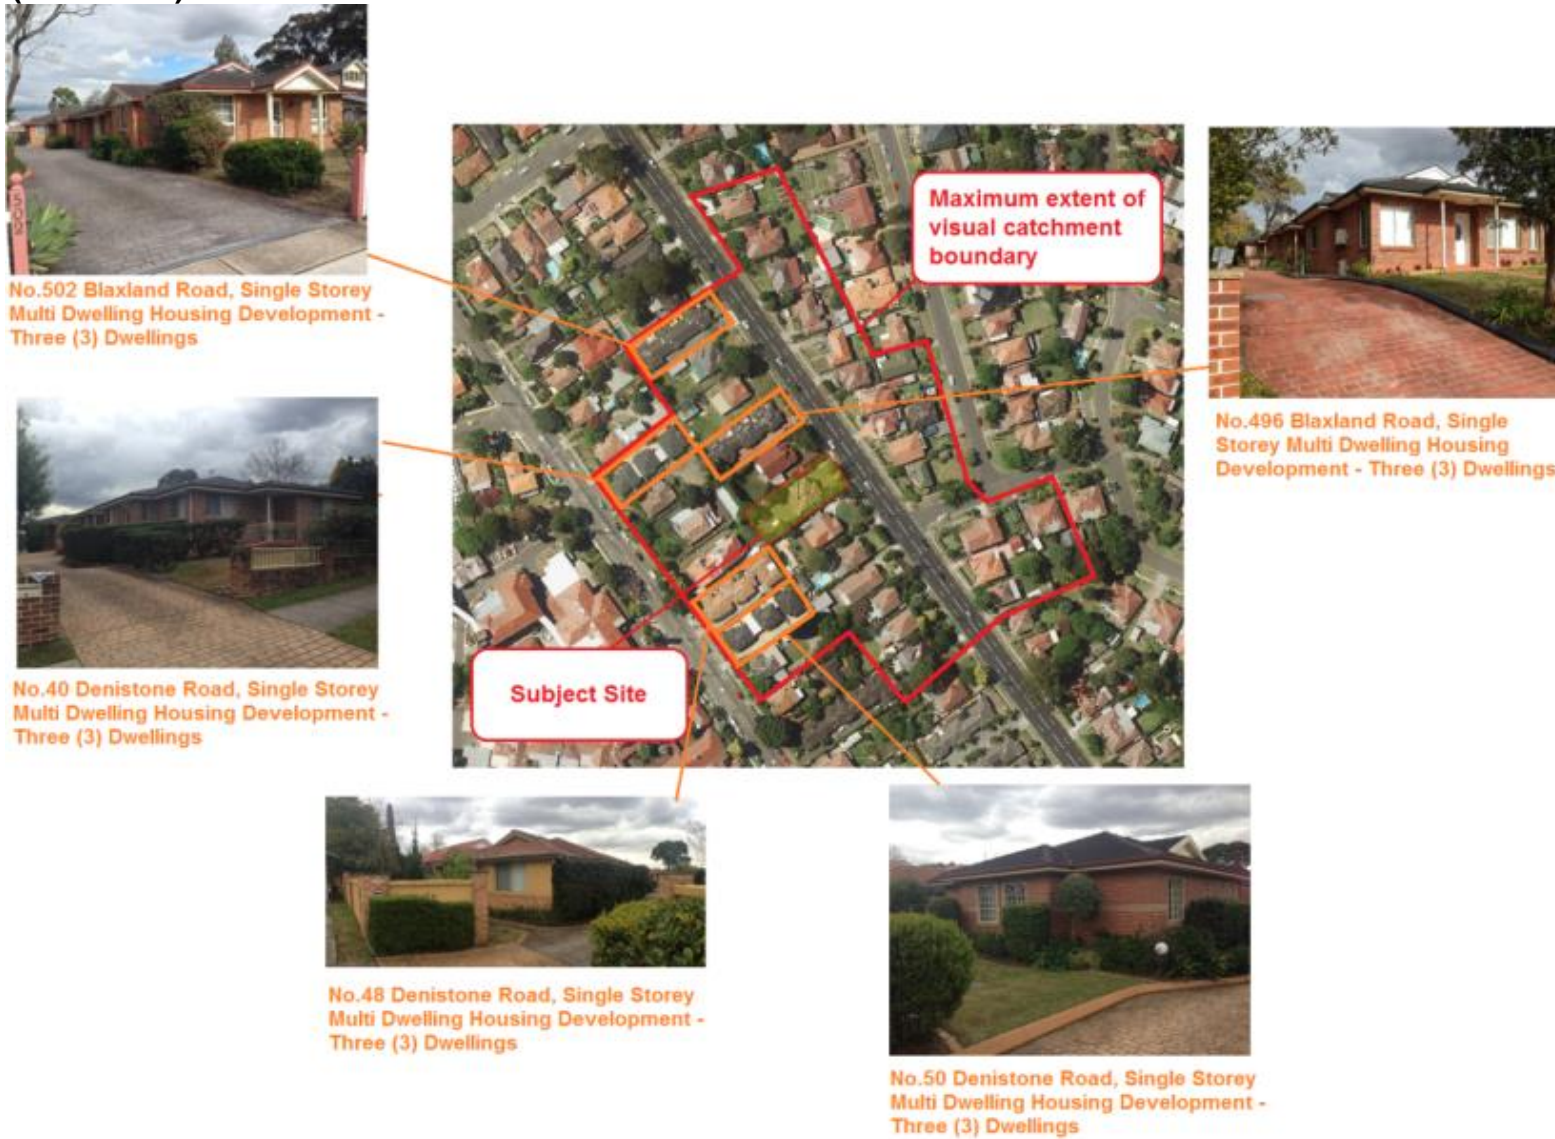 No.502 Blaxland Road, Single Storey
Multi Dwelling Housing Development -
Three (3) Dwellings
Maximum extent of
visual catchment
boundary
No.496 Blaxland Road, Single
Storey Multi Dwelling Housing
Development - Three (3) Dwellings
No.40 Denistone Road, Single Storey
Multi Dwelling Housing Development -
Three (3) Dwellings
Subject Site
No.48 Denistone Road, Single Storey
Multi Dwelling Housing Development -
Three (3) Dwellings
No.50 Denistone Road, Single Storey
Multi Dwelling Housing Development -
Three (3) Dwellings